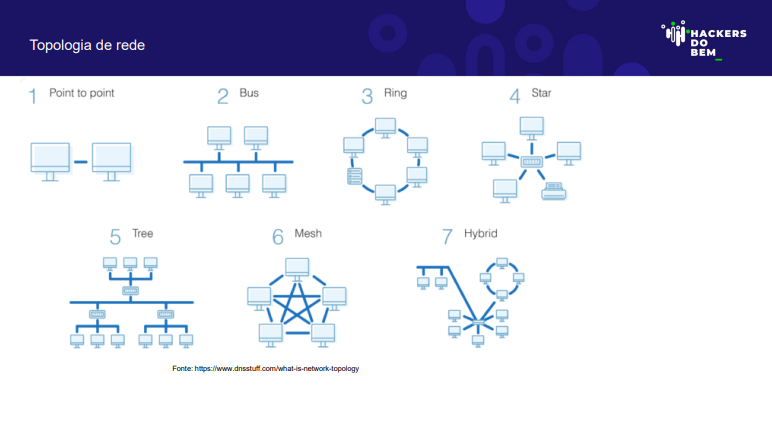 Topologia de rede
HACKERS
DO
BEM_
1 Point to point
2 Bus
3 Ring
4 Star
5 Tree
6 Mesh
7 Hybrid
Fonte: https://www.dnsstuff.com/what-is-network-topology